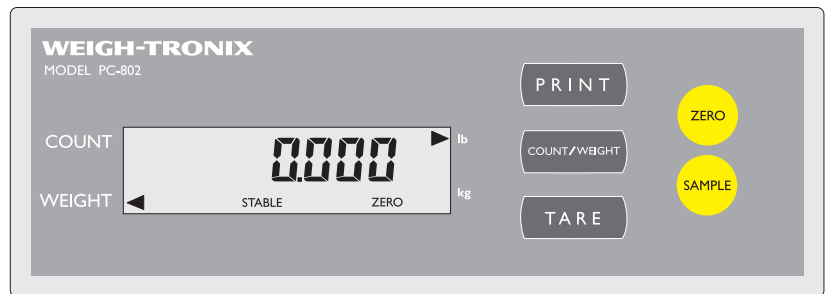 WEIGH-TRONIX
MODEL PC-802
COUNT
0.000
lb
WEIGHT
STABLE
ZERO
kg
PRINT
COUNT/WEIGHT
TARE
ZERO
SAMPLE